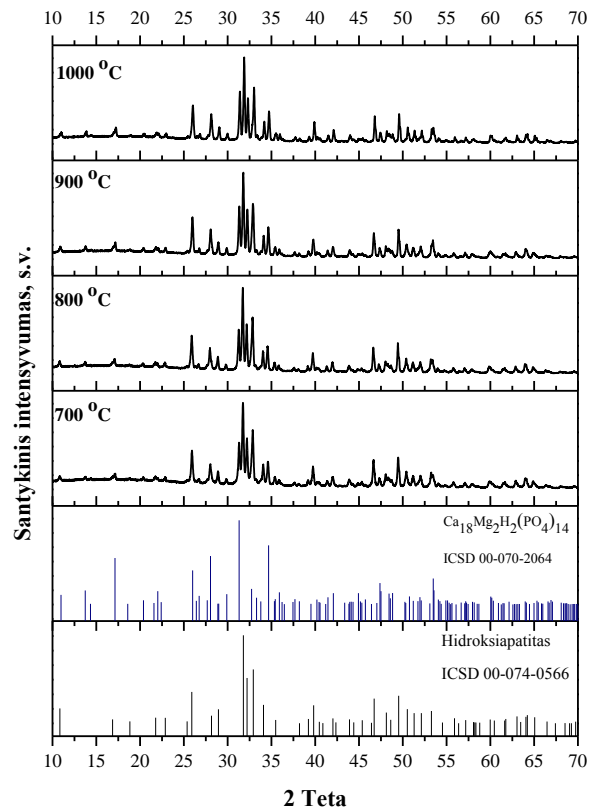 10 15 20 25 30 35 40 45 50 55 60 65 70
1000 °C
900 °C
800 °C
700 °C
Ca₁₈Mg₂H₂(PO₄)₁₄
ICSD 00-070-2064
Hidroksiapatitas
ICSD 00-074-0566
10 15 20 25 30 35 40 45 50 55 60 65 70
2 Teta
Santykinis intensyvumas, s.v.